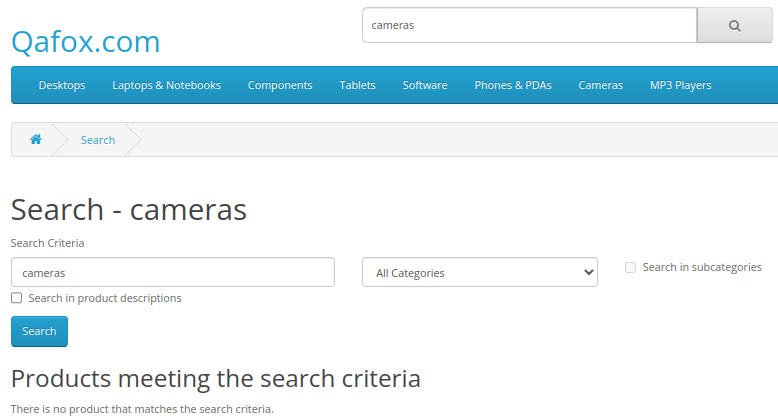 cameras
Qafox.com
Desktops Laptops & Notebooks Components Tablets Software Phones & PDAs Cameras MP3 Players
Search
Search - cameras
Search Criteria
cameras All Categories Search in subcategories
Search in product descriptions
Search
Products meeting the search criteria
There is no product that matches the search criteria.